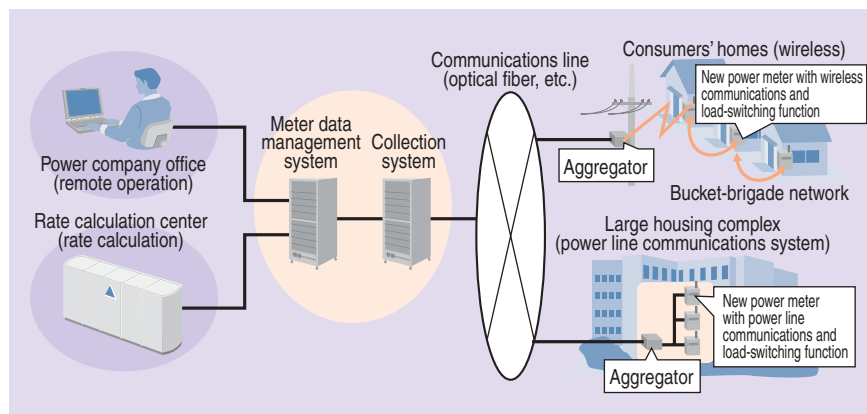 Power company office
(remote operation)
Rate calculation center
(rate calculation)
Meter data
management
system
Collection
system
Communications line
(optical fiber, etc.)
Consumers' homes (wireless)
New power meter with wireless
communications and
load-switching function
Aggregator
Bucket-brigade network
Large housing complex
(power line communications system)
New power meter
with power line
communications and
load-switching function
Aggregator